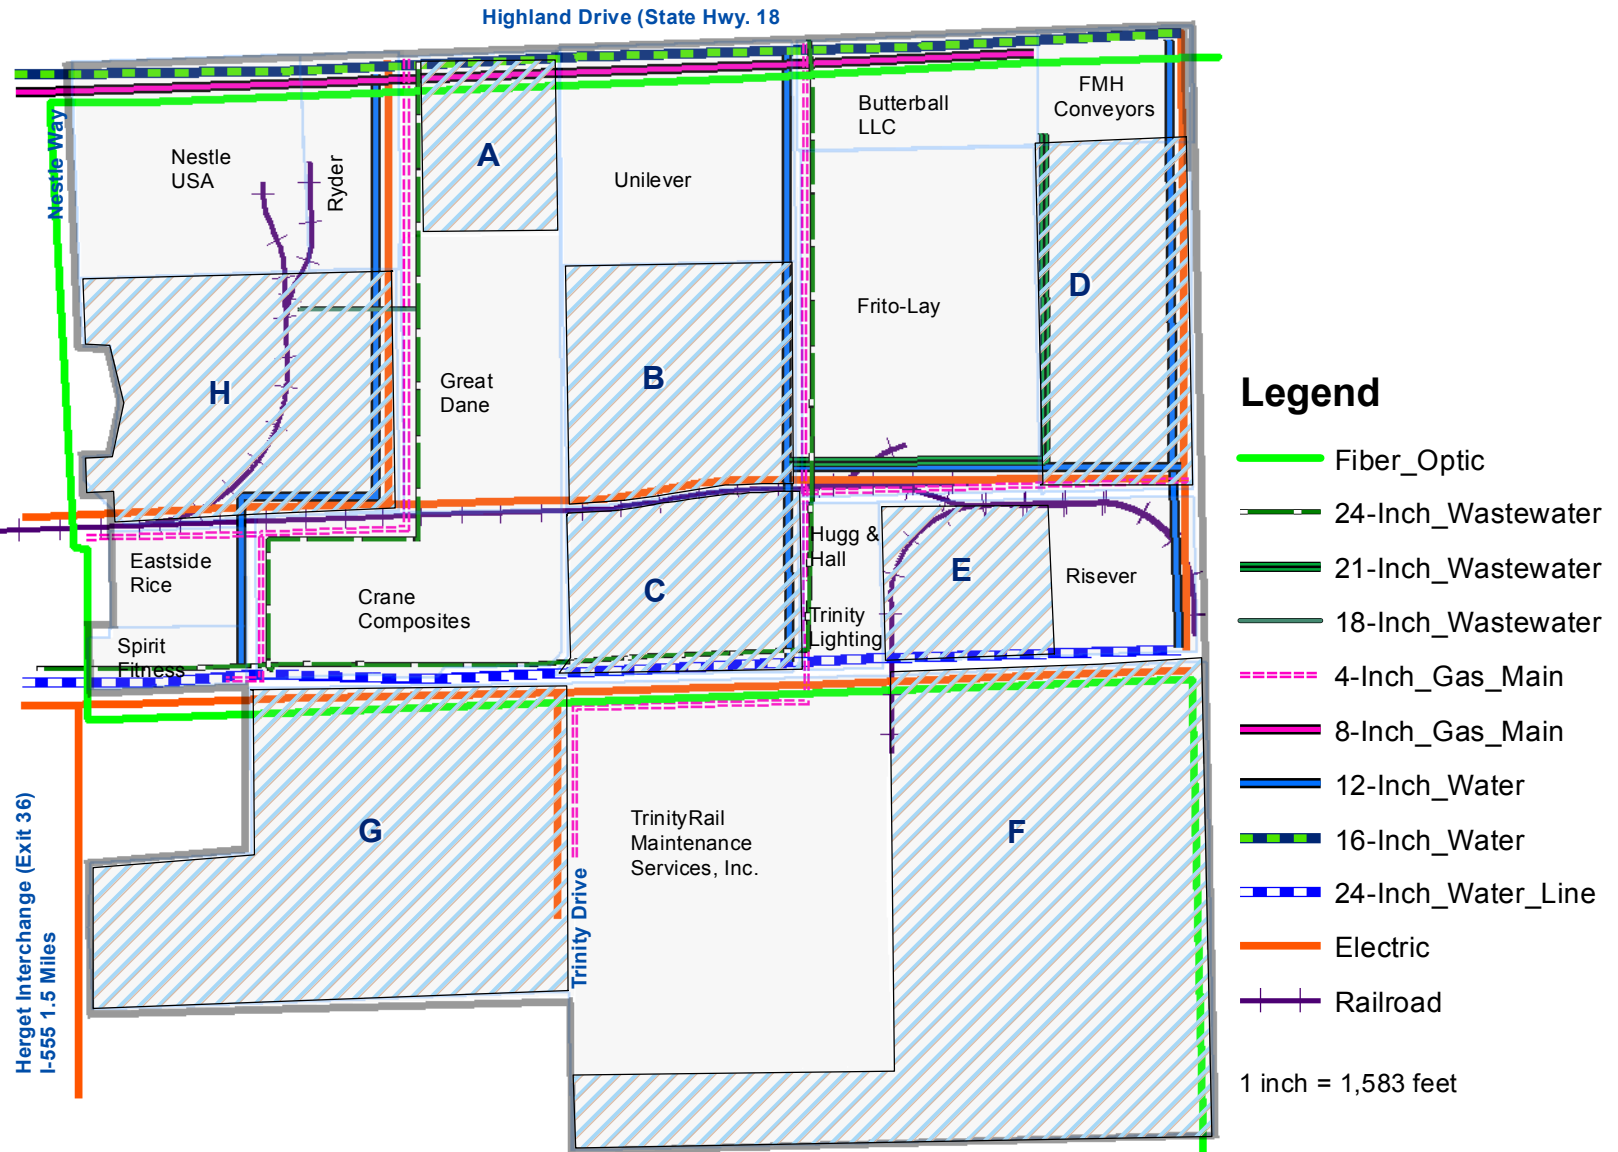 Highland Drive (State Hwy. 18
Nestle Way
Nestle
USA
Ryder
A
Unilever
Butterball
LLC
FMH
Conveyors
H
Great
Dane
B
Frito-Lay
D
Eastside
Rice
Spirit
Fitness
Crane
Composites
C
Hugg &
Hall
Trinity
Lighting
E
Risever
G
TrinityRail
Maintenance
Services, Inc.
F
Trinity Drive
Herget Interchange (Exit 36)
I-555 1.5 Miles
Legend
Fiber_Optic
24-Inch_Wastewater
21-Inch_Wastewater
18-Inch_Wastewater
4-Inch_Gas_Main
8-Inch_Gas_Main
12-Inch_Water
16-Inch_Water
24-Inch_Water_Line
Electric
Railroad
1 inch = 1,583 feet